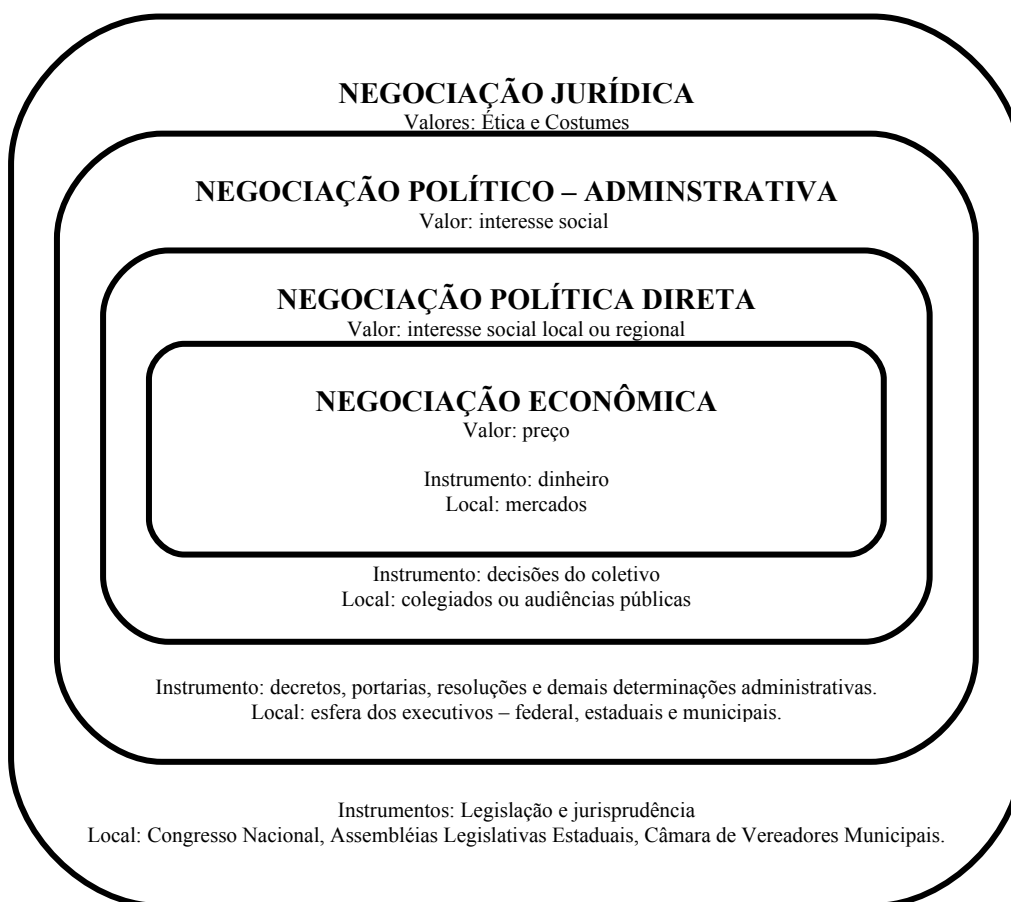 NEGOCIAÇÃO JURÍDICA
Valores: Ética e Costumes
NEGOCIAÇÃO POLÍTICO – ADMINSTRATIVA
Valor: interesse social
NEGOCIAÇÃO POLÍTICA DIRETA
Valor: interesse social local ou regional
NEGOCIAÇÃO ECONÔMICA
Valor: preço
Instrumento: dinheiro
Local: mercados
Instrumento: decisões do coletivo
Local: colegiados ou audiências públicas
Instrumento: decretos, portarias, resoluções e demais determinações administrativas.
Local: esfera dos executivos – federal, estaduais e municipais.
Instrumentos: Legislação e jurisprudência
Local: Congresso Nacional, Assembléias Legislativas Estaduais, Câmara de Vereadores Municipais.